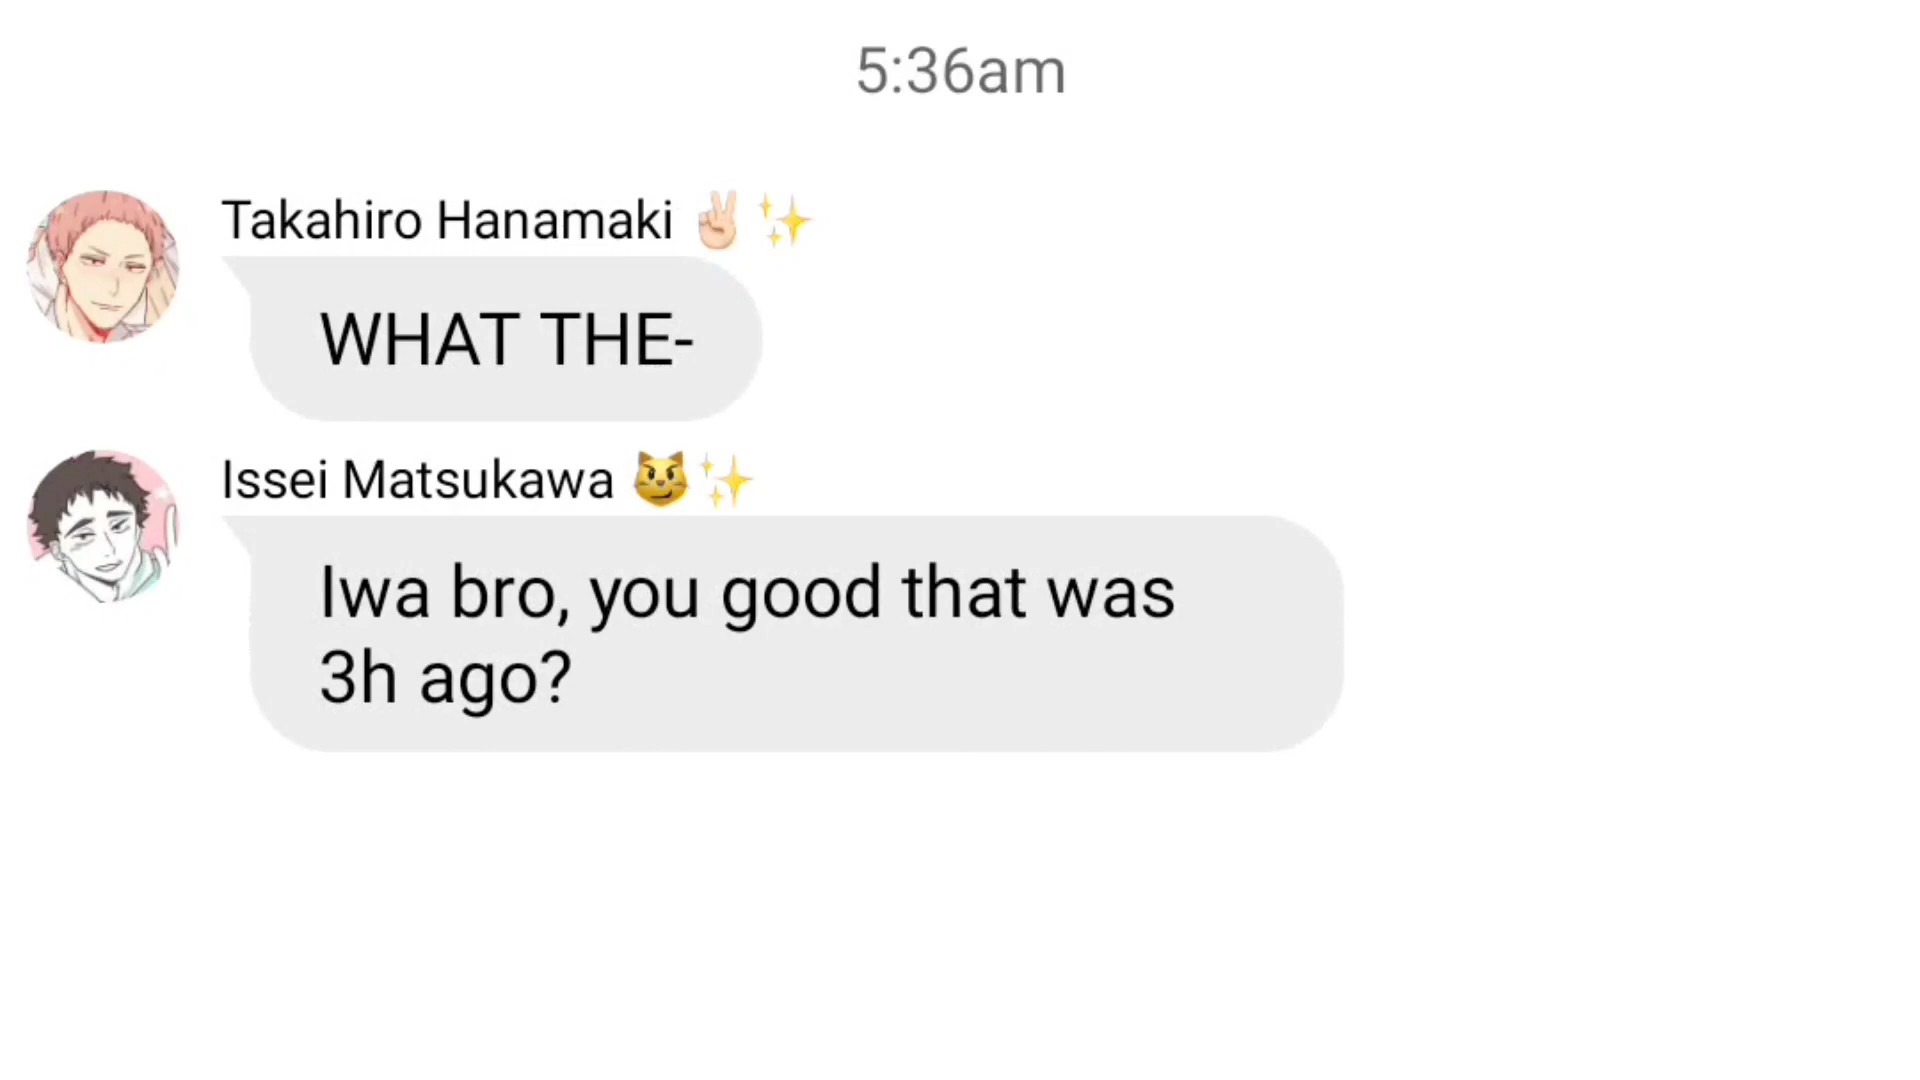 5:36am
Takahiro Hanamaki ✌🏻✨
WHAT THE-
Issei Matsukawa 😼✨
Iwa bro, you good that was
3h ago?